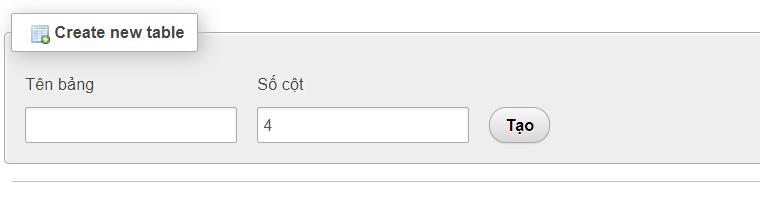 Create new table
Tên bảng
Số cột
4
Tạo